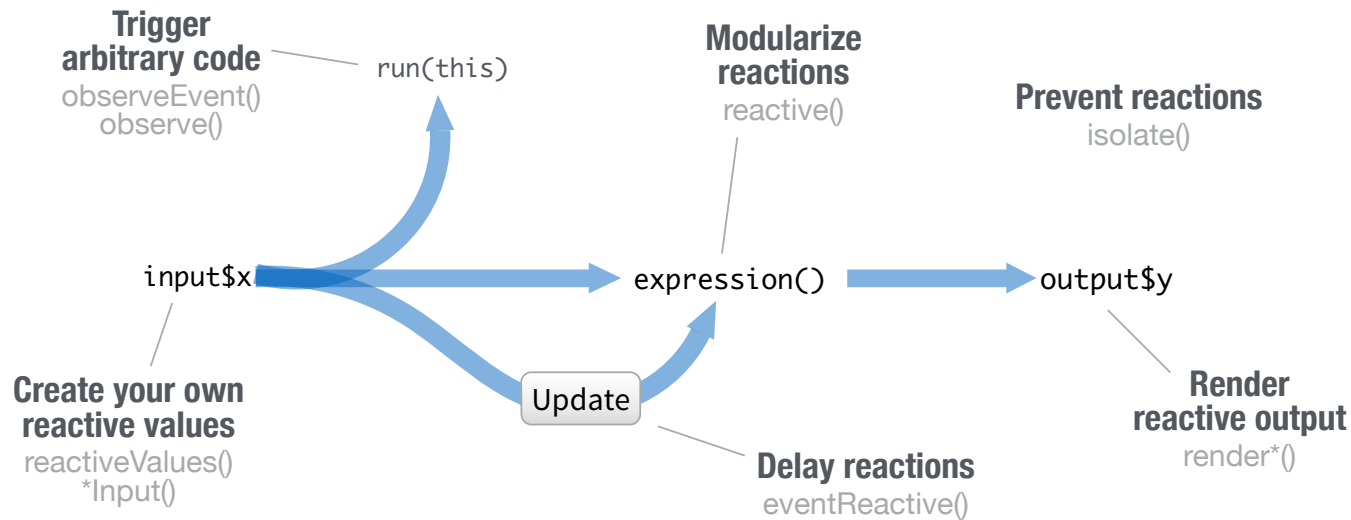 Trigger
arbitrary code
observeEvent()
observe()
run(this)
Modularize
reactions
reactive()
Prevent reactions
isolate()
input$x
expression()
output$y
Create your own
reactive values
reactiveValues()
*Input()
Update
Delay reactions
eventReactive()
Render
reactive output
render*()